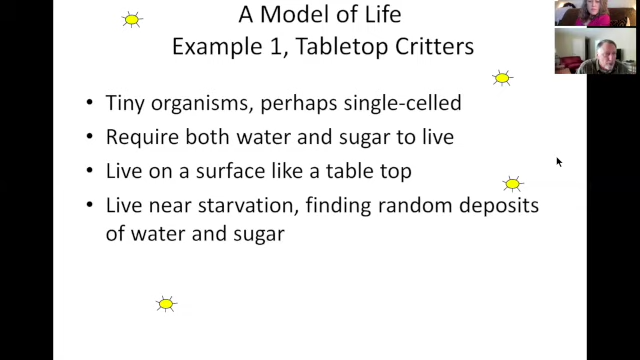 A Model of Life
Example 1, Tabletop Critters
• Tiny organisms, perhaps single-celled
• Require both water and sugar to live
• Live on a surface like a table top
• Live near starvation, finding random deposits
of water and sugar